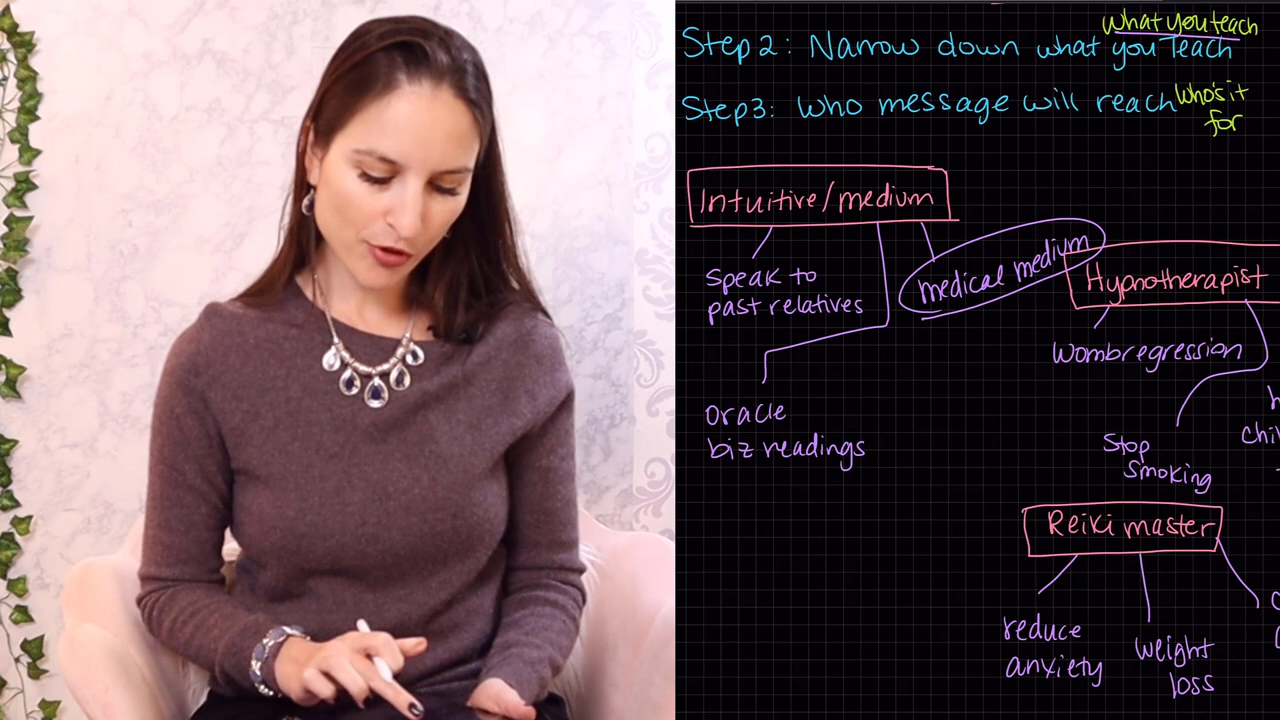 what you teach
Step 2: Narrow down what you Teach
Step 3: Who message will reach
who's it
for
Intuitive/medium
Speak to
past relatives
medical medium
Hypnotherapist
Wombregression
oracle
biz readings
Stop
Smoking
Reiki master
reduce
anxiety
weight
loss